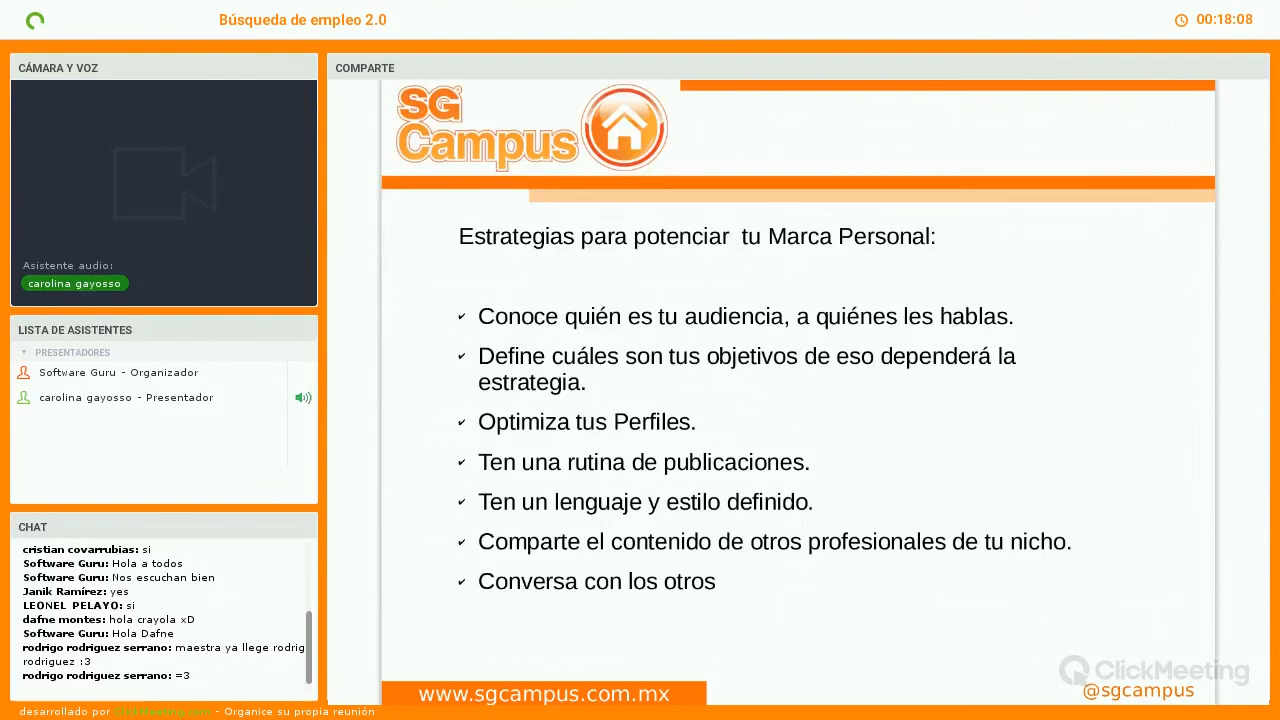 Búsqueda de empleo 2.0
00:18:08
CÁMARA Y VOZ
Asistente audio:
carolina gayosso
LISTA DE ASISTENTES
PRESENTADORES
Software Guru - Organizador
carolina gayosso - Presentador
CHAT
cristian covarrubias: si
Software Guru: Hola a todos
Software Guru: Nos escuchan bien
Janik Ramírez: yes
LEONEL PELAYO: si
dafne montes: hola crayola xD
Software Guru: Hola Dafne
rodrigo rodriguez serrano: maestra ya llege rodrig
rodriguez :3
rodrigo rodriguez serrano: =3
COMPARTE
SG
Campus
Estrategias para potenciar tu Marca Personal:
✔ Conoce quién es tu audiencia, a quiénes les hablas.
✔ Define cuáles son tus objetivos de eso dependerá la
estrategia.
✔ Optimiza tus Perfiles.
✔ Ten una rutina de publicaciones.
✔ Ten un lenguaje y estilo definido.
✔ Comparte el contenido de otros profesionales de tu nicho.
✔ Conversa con los otros
ClickMeeting
www.sgcampus.com.mx
@sgcampus
desarrollado por ClickMeeting.com - Organice su propia reunión